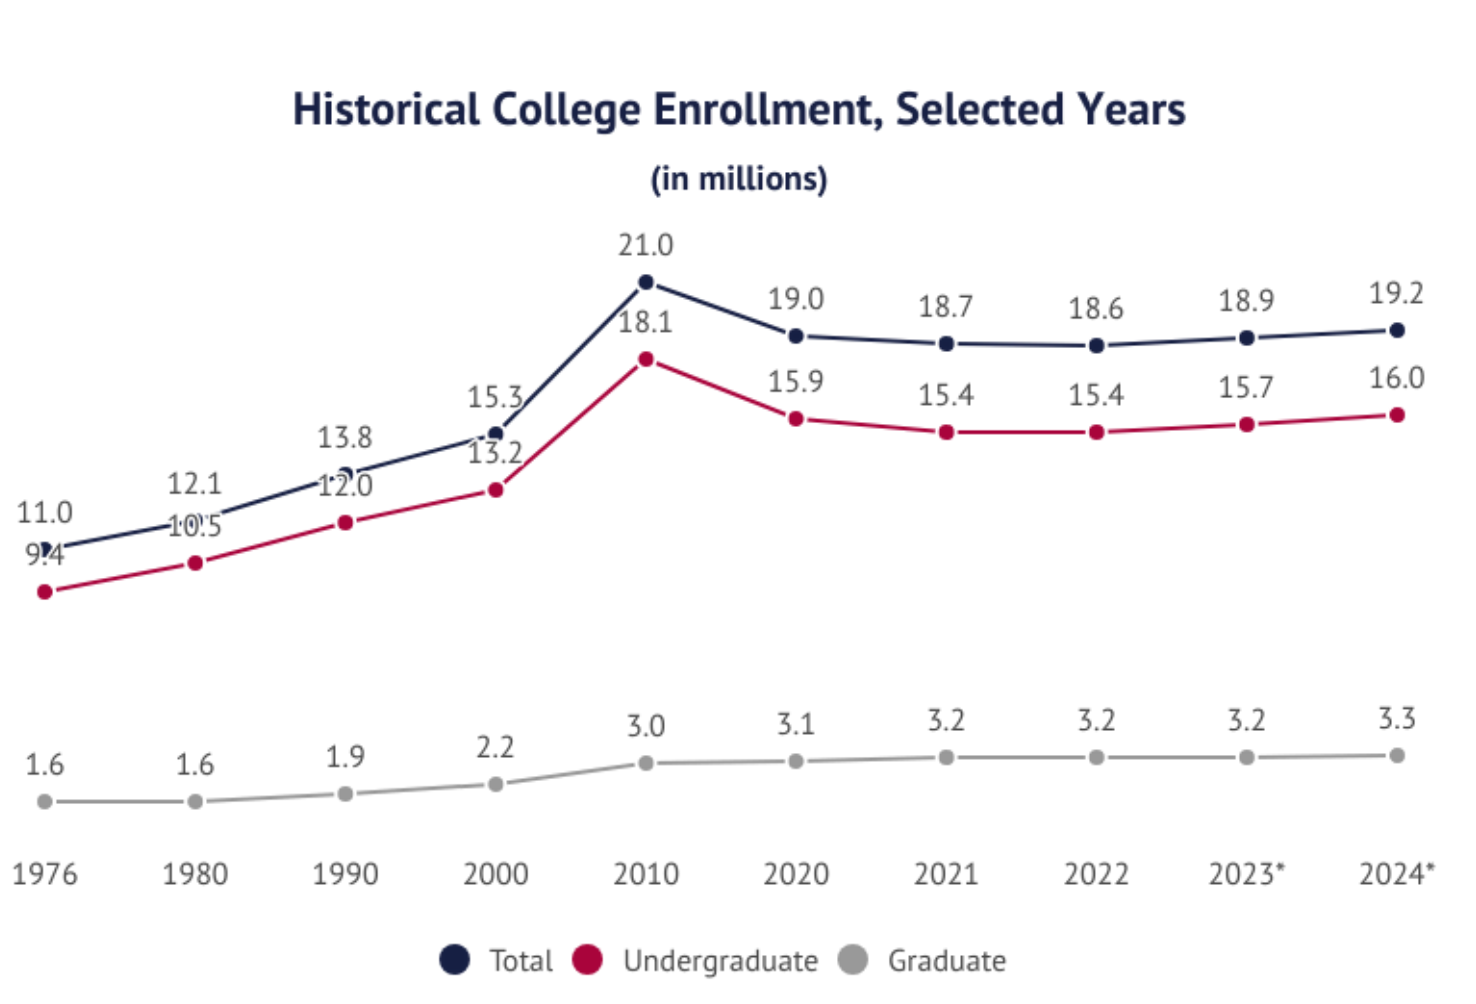 Historical College Enrollment, Selected Years
(in millions)
21.0
19.0 18.7 18.6 18.9 19.2
18.1
15.9 15.4 15.4 15.7 16.0
15.3
13.8
13.2
12.1
12.0
11.0
10.5
9.4
1.6 1.6 1.9 2.2 3.0 3.1 3.2 3.2 3.2 3.3
1976 1980 1990 2000 2010 2020 2021 2022 2023* 2024*
Total Undergraduate Graduate